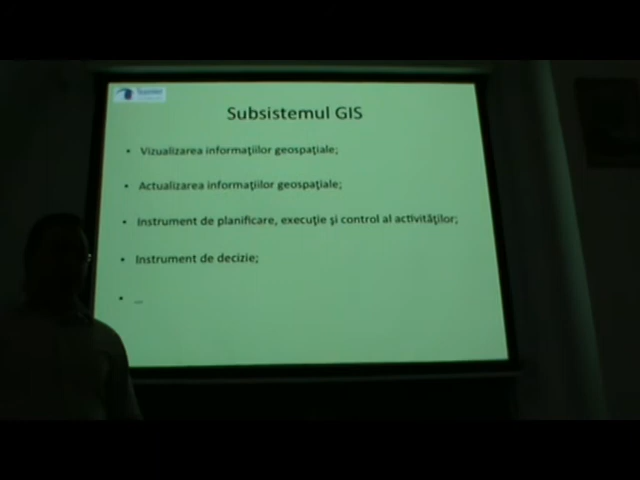 Subsistemul GIS
• Vizualizarea informaţiilor geospaţiale;
• Actualizarea informaţiilor geospaţiale;
• Instrument de planificare, execuţie şi control al activităţilor;
• Instrument de decizie;
• ...